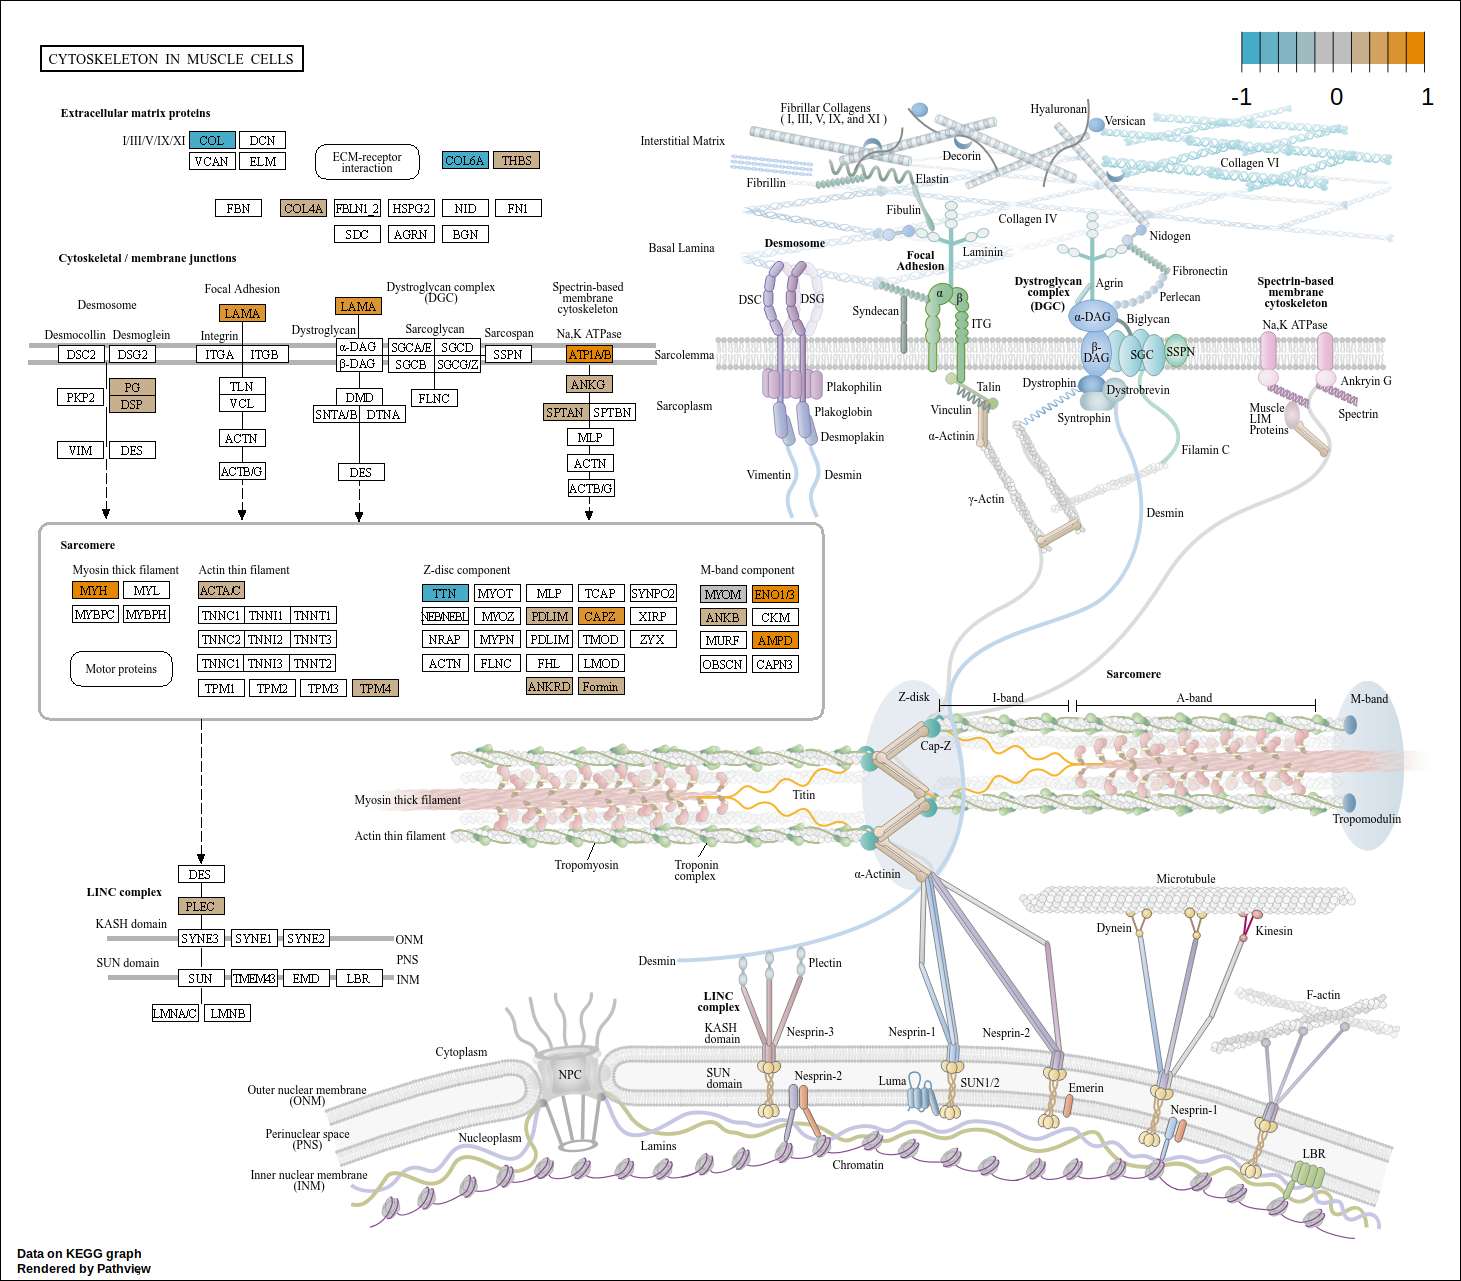 CYTOSKELETON IN MUSCLE CELLS
-1 0 1
Extracellular matrix proteins
I/III/V/IX/XI COL DCN
VCAN ELM
ECM-receptor
interaction
COL6A THBS
FBN COL4A FBLN1_2 HSPG2 NID FN1
SDC AGRN BGN
Cytoskeletal / membrane junctions
Desmosome
Desmocollin Desmoglein
DSC2 DSG2
PKP2 PG
DSP
VIM DES
Focal Adhesion
LAMA
Integrin
ITGA ITGB
TLN
VCL
ACTN
ACTB/G
Dystroglycan complex
(DGC)
LAMA
Dystroglycan Sarcoglycan Sarcospan
α-DAG SGCA/E SGCD SSPN
β-DAG SGCB SGCG/Z
DMD FLNC
SNTA/B DTNA
DES
Spectrin-based
membrane
cytoskeleton
Na,K ATPase
ATP1A/B
ANKG
SPTAN SPTBN
MLP
ACTN
ACTB/G
Sarcomere
Myosin thick filament
MYH MYL
MYBPC MYBPH
Motor proteins
Actin thin filament
ACTA/C
TNNC1 TNNI1 TNNT1
TNNC2 TNNI2 TNNT3
TNNC1 TNNI3 TNNT2
TPM1 TPM2 TPM3 TPM4
Z-disc component
TTN MYOT MLP TCAP SYNPO2
MYOZ PDLIM CAPZ XIRP
NRAP MYPN PDLIM TMOD ZYX
ACTN FLNC FHL LMOD
ANKRD Formin
M-band component
MYOM ENO1/3
ANKB CKM
MURF AMPD
OBSCN CAPN3
DES
LINC complex
PLEC
KASH domain
SYNE3 SYNE1 SYNE2 ONM
PNS
SUN domain
SUN TMEM43 EMD LBR INM
LMNA/C LMNB
Interstitial Matrix
Fibrillar Collagens
( I, III, V, IX, and XI )
Hyaluronan
Versican
Decorin
Collagen VI
Fibrillin
Elastin
Fibulin
Collagen IV
Basal Lamina
Desmosome
Focal
Adhesion
Laminin
Nidogen
Fibronectin
Dystroglycan
complex
(DGC)
Agrin
Perlecan
Spectrin-based
membrane
cytoskeleton
DSC DSG
Syndecan
α β
ITG
α-DAG
Biglycan
Na,K ATPase
Sarcolemma
β-
DAG
SGC SSPN
Sarcoplasm
Plakophilin
Plakoglobin
Desmoplakin
Talin
Vinculin
α-Actinin
Dystrophin
Dystrobrevin
Syntrophin
Ankyrin G
Muscle
LIM
Proteins
Spectrin
Vimentin Desmin
γ-Actin
Filamin C
Desmin
Sarcomere
Z-disk I-band A-band M-band
Cap-Z
Titin
Myosin thick filament
Actin thin filament
Tropomyosin
Troponin
complex
α-Actinin
Tropomodulin
Microtubule
Dynein Kinesin
F-actin
Desmin
Plectin
LINC
complex
KASH
domain
Nesprin-3 Nesprin-1 Nesprin-2
SUN
domain
Nesprin-2
Luma SUN1/2
Emerin
Nesprin-1
NPC
Cytoplasm
Outer nuclear membrane
(ONM)
Perinuclear space
(PNS)
Nucleoplasm
Lamins
Chromatin
LBR
Inner nuclear membrane
(INM)
Data on KEGG graph
Rendered by Pathview